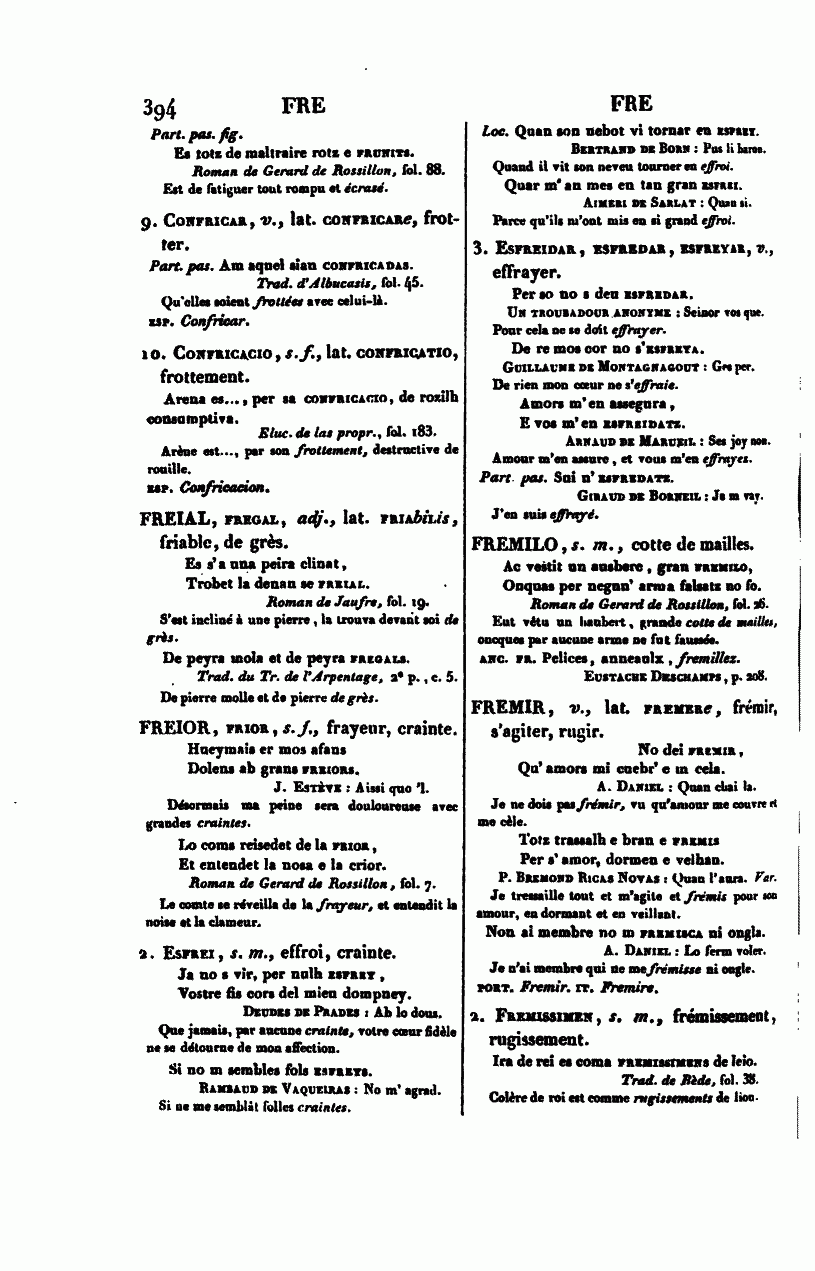 394 FRE
Part. pas. fig.
Es totz de maltraire rotz e FRUNITS.
Roman de Gerard de Rossillon, fol. 88.
Est de fatiguer tout rompu et écrasé.
9. CONFRICAR, v., lat. CONFRICARe, frot-
ter.
Part. pas. Am aquel sian CONFRICADAS.
Trad. d'Albucasis, fol. 45.
Qu'elles soient frottées avec celui-là.
ESP. Confricar.
10. CONFRICACIO, s. f., lat. CONFRICATIO,
frottement.
Arena es..., per sa CONFRICACIO, de rozilh
consumptiva.
Eluc. de las propr., fol. 183.
Arène est..., par son frottement, destructive de
rouille.
ESP. Confricacion.
FREIAL, FREGAL, adj., lat. FRIAbiLis,
friable, de grès.
Es s'a una peira clinat,
Trobet la denan se FREIAL.
Roman de Jaufre, fol. 19.
S'est incliné à une pierre, la trouva devant soi de
grès.
De peyra mola et de peyra FREGALS.
Trad. du Tr. de l'Arpentage, 2e p., c. 5.
De pierre molle et de pierre de grès.
FREIOR, FRIOR, s. f., frayeur, crainte.
Hueymais er mos afans
Dolens ab grans FREIORS.
J. ESTÈVE : Aissi quo 'l.
Désormais ma peine sera douloureuse avec
grandes craintes.
Lo coms reisedet de la FRIOR,
Et entendet la nosa e la crior.
Roman de Gerard de Rossillon, fol. 7.
Le comte se réveilla de la frayeur, et entendit la
noise et la clameur.
2. ESFREI, s. m., effroi, crainte.
Ja no s vir, per nulh ESFREY,
Vostre fis cors del mieu dompney.
DEUDES DE PRADES : Ab lo dous.
Que jamais, par aucune crainte, votre cœur fidèle
ne se détourne de mon affection.
Si no m sembles fols ESFREYS.
RAMBAUD DE VAQUEIRAS : No m' agrad.
Si ne me semblât folles craintes.
FRE
Loc. Quan son nebot vi tornar en ESFREY.
BERTRAND DE BORN : Pus li baros.
Quand il vit son neveu tourner en effroi.
Quar m' an mes en tan gran ESFREI.
AIMERI DE SARLAT : Quan si.
Parce qu'ils m'ont mis en si grand effroi.
3. ESFREIDAR, ESFREDAR, ESFREYAR, v.,
effrayer.
Per so no s deu ESFREDAR.
UN TROUBADOUR ANONYME : Seinor vos que.
Pour cela ne se doit effrayer.
De re mos cor no s'ESFREYA.
GUILLAUME DE MONTAGNAGOUT : Ges per.
De rien mon cœur ne s'effraie.
Amors m'en assegura,
E vos m'en ESFREIDATZ.
ARNAUD DE MARUEIL : Ses joy non.
Amour m'en assure, et vous m'en effrayez.
Part. pas. Sui n' ESFREDATZ.
GIRAUD DE BORNEIL : Ja m vay.
J'en suis effrayé.
FREMILO, s. m., cotte de mailles.
Ac vestit un ausberc, gran FREMILO,
Onquas per negun' arma falsatz no fo.
Roman de Gerard de Rossillon, fol. 26.
Eut vêtu un haubert, grande cotte de mailles,
oncques par aucune arme ne fut faussée.
ANC. FR. Pelices, anneaulx, fremillez.
EUSTACHE DESCHAMPS, p. 208.
FREMIR, v., lat. FREMERe, frémir,
s'agiter, rugir.
No dei FREMIR,
Qu' amors mi cuebr' e m cela.
A. DANIEL : Quan chai la.
Je ne dois pas frémir, vu qu'amour me couvre et
me cèle.
Totz trassalh e bran e FREMIS
Per s' amor, dormen e velhan.
P. BREMOND RICAS NOVAS : Quan l'aura. Var.
Je tressaille tout et m'agite et frémis pour son
amour, en dormant et en veillant.
Non ai membre no m FREMISCA ni ongla.
A. DANIEL : Lo ferm voler.
Je n'ai membre qui ne me frémisse ni ongle.
PORT. Fremir. IT. Fremire.
2. FREMISSIMEN, s. m., frémissement,
rugissement.
Ira de rei es coma FREMISSIMENS de leio.
Trad. de Bède, fol. 38.
Colère de roi est comme rugissements de lion.